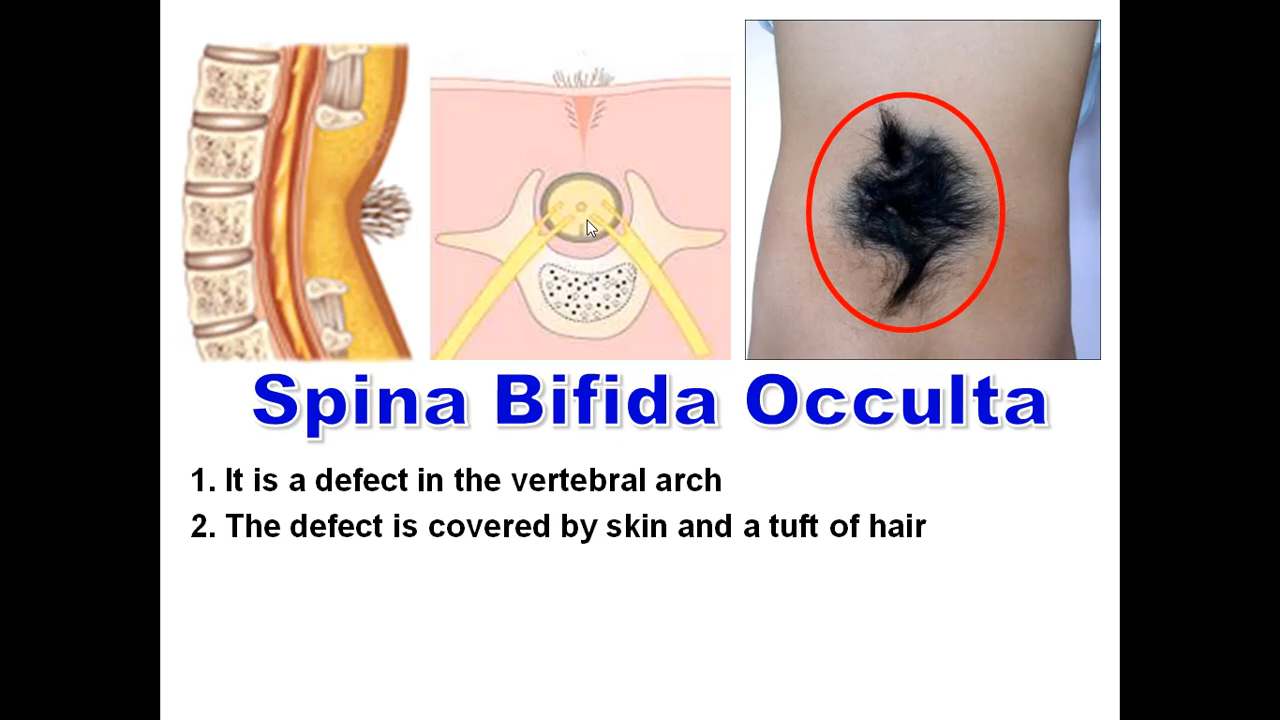 Spina Bifida Occulta
1. It is a defect in the vertebral arch
2. The defect is covered by skin and a tuft of hair